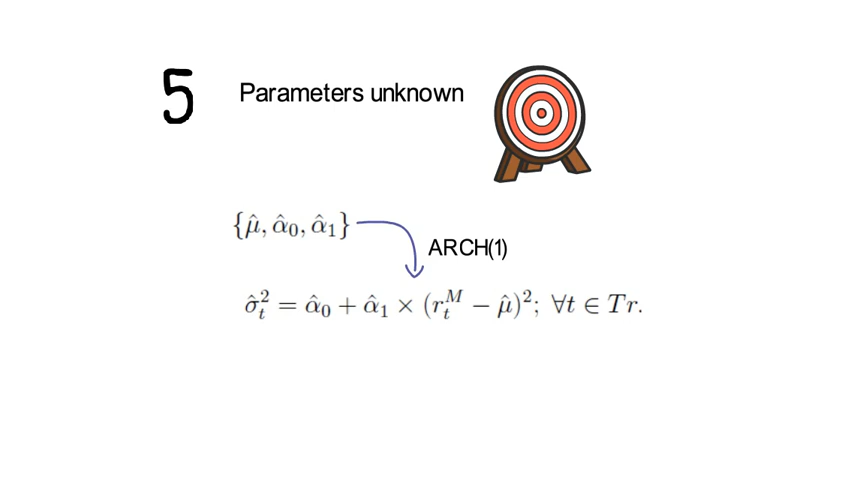 5 Parameters unknown
{μ̂, α̂₀, α̂₁}
ARCH(1)
σ̂ₜ² = α̂₀ + α̂₁ × (rₜᴹ − μ̂)²; ∀t ∈ Tr.